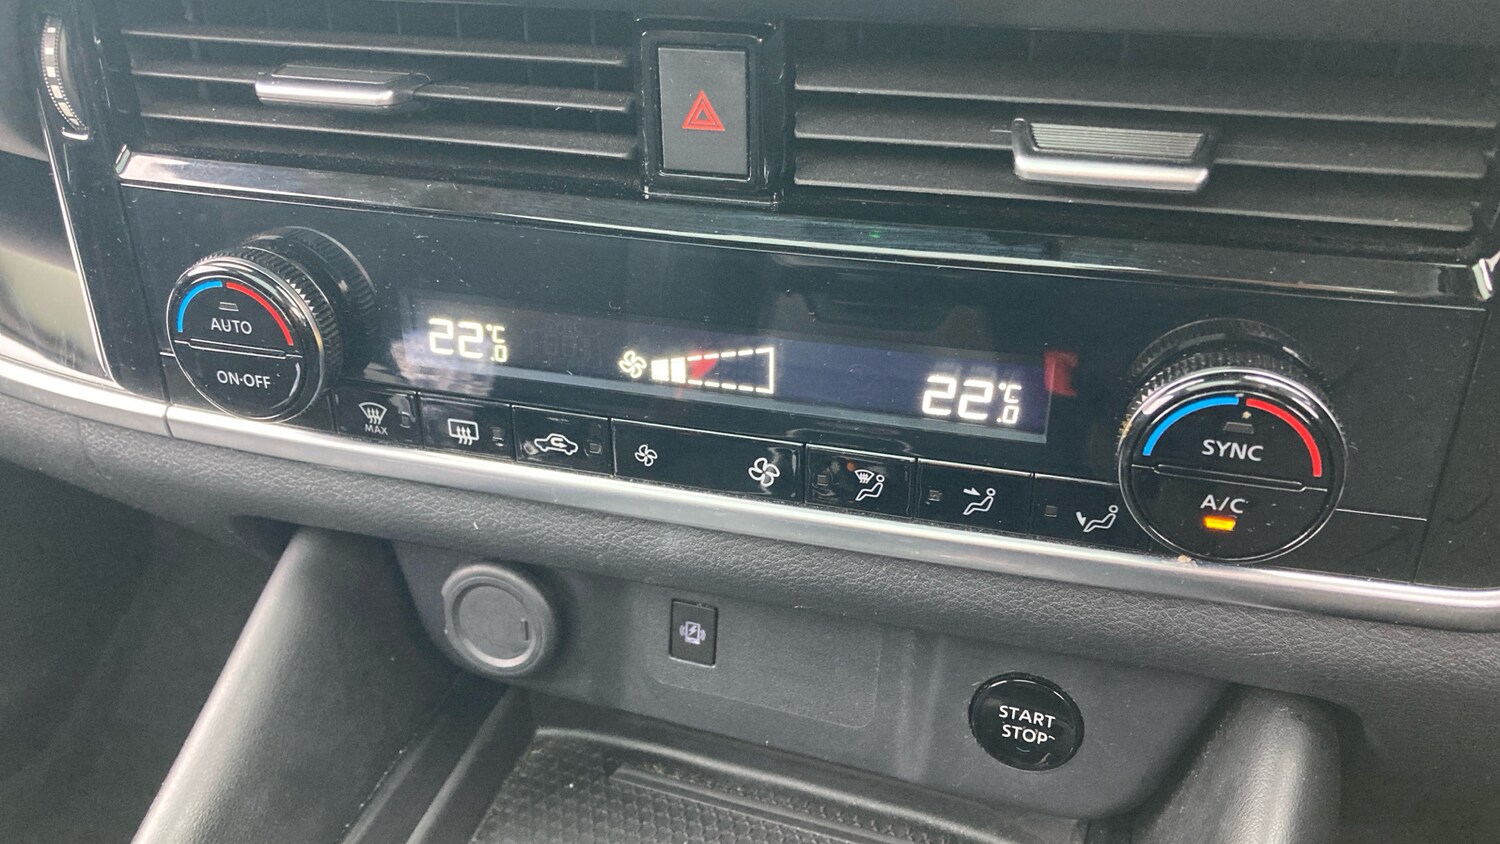 AUTO
ON·OFF
22.0°C
22.0°C
MAX
SYNC
A/C
START
STOP